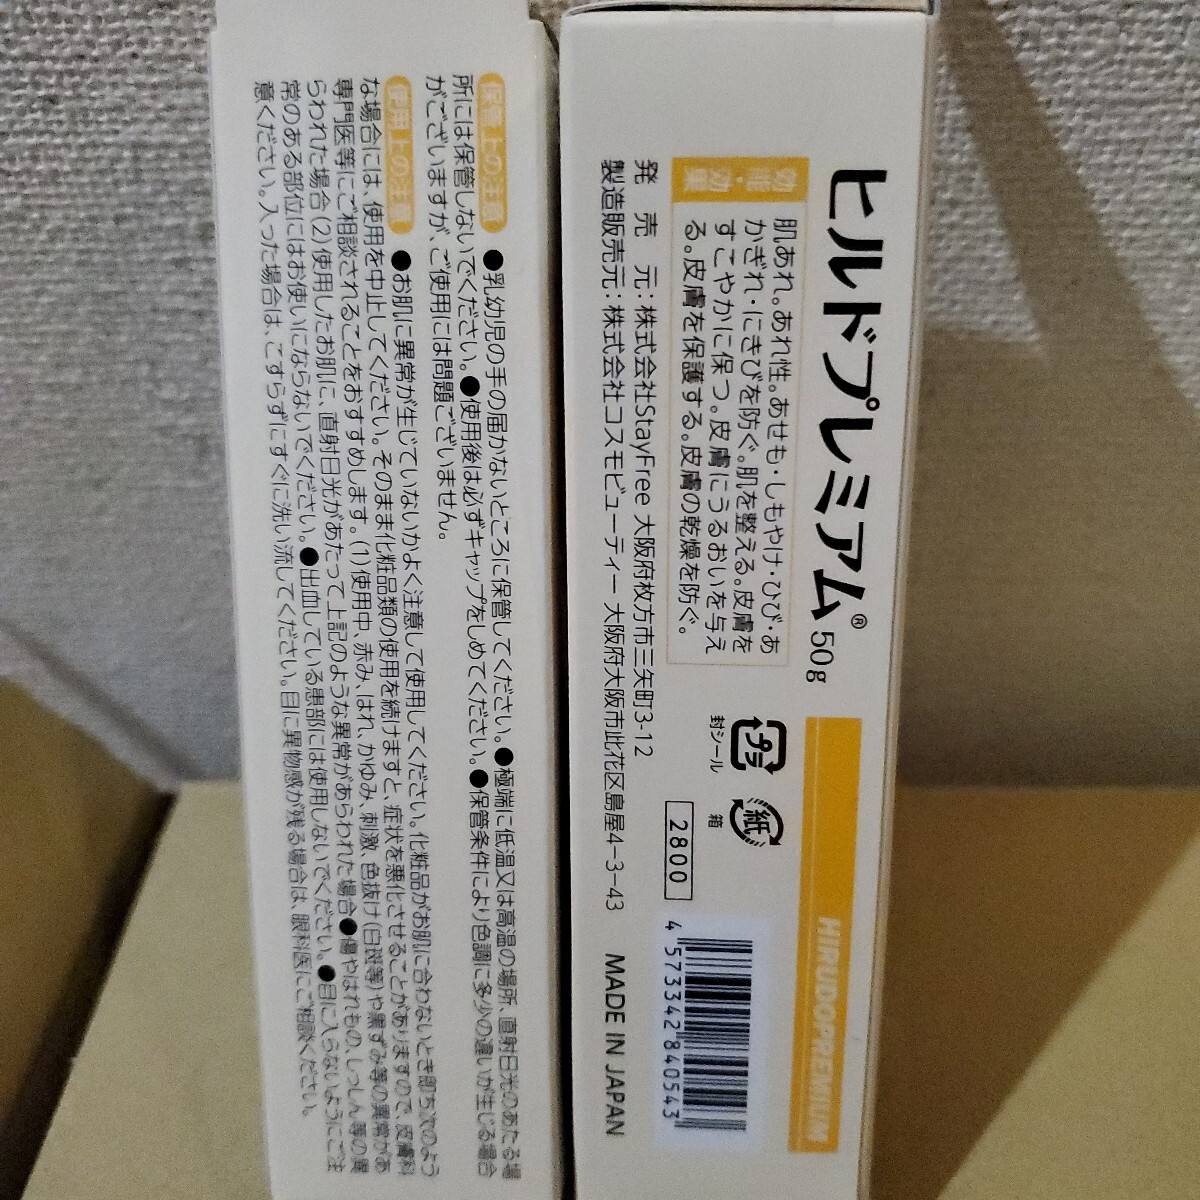 ヒルドプレミアム® 50g
HIRUDOPREMIUM
効能・効果
肌あれ。あれ性。あせも・しもやけ・ひび・あ
かぎれ・にきびを防ぐ。肌を整える。皮膚を
すこやかに保つ。皮膚にうるおいを与え
る。皮膚を保護する。皮膚の乾燥を防ぐ。
発 売 元：株式会社StayFree 大阪府枚方市三矢町3-12
製造販売元：株式会社コスモビューティー 大阪府大阪市此花区島屋4-3-43
MADE IN JAPAN
プラ
封シール
紙
箱
2800
4 573342 840543
保管上の注意 ●乳幼児の手の届かないところに保管してください。●極端に低温又は高温の場所、直射日光のあたる場
所には保管しないでください。●使用後は必ずキャップをしめてください。●保管条件により色調に多少の違いが生じる場合
がございますが、ご使用には問題ございません。
使用上の注意 ●お肌に異常が生じていないかよく注意して使用してください。化粧品がお肌に合わないとき即ち次のよう
な場合には、使用を中止してください。そのまま化粧品類の使用を続けますと、症状を悪化させることがありますので、皮膚科
専門医等にご相談されることをおすすめします。(1)使用中、赤み、はれ、かゆみ、刺激、色抜け(白斑等)や黒ずみ等の異常があ
らわれた場合(2)使用したお肌に、直射日光があたって上記のような異常があらわれた場合●傷やはれもの、しっしん等の異
常のある部位にはお使いにならないでください。●出血している患部には使用しないでください。●目に入らないようにご注
意ください。入った場合は、こすらずにすぐに洗い流してください。目に異物感が残る場合は、眼科医にご相談ください。